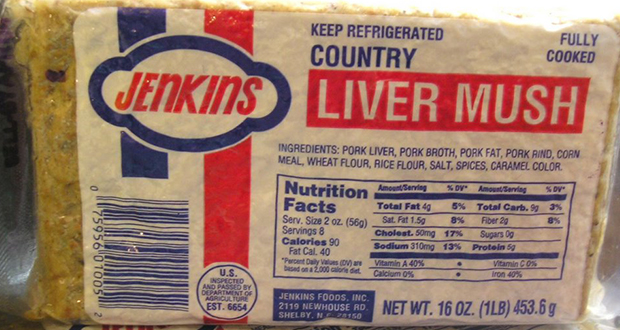 KEEP REFRIGERATED
FULLY
COOKED
COUNTRY
JENKINS
LIVER MUSH
INGREDIENTS: PORK LIVER, PORK BROTH, PORK FAT, PORK RIND, CORN
MEAL, WHEAT FLOUR, RICE FLOUR, SALT, SPICES, CARAMEL COLOR.
Nutrition
Facts
Serv. Size 2 oz. (56g)
Servings 8
Calories 90
Fat Cal. 40
*Percent Daily Values (DV) are
based on a 2,000 calorie diet.
Amount/Serving % DV* Amount/Serving % DV*
Total Fat 4g 5% Total Carb. 9g 3%
Sat. Fat 1.5g 8% Fiber 2g 8%
Cholest. 50mg 17% Sugars 0g
Sodium 310mg 13% Protein 5g
Vitamin A 40% • Vitamin C 0%
Calcium 0% • Iron 40%
U.S.
INSPECTED
AND PASSED BY
DEPARTMENT OF
AGRICULTURE
EST. 6654
JENKINS FOODS, INC.
2119 NEWHOUSE RD.
SHELBY, N.C. 28150
NET WT. 16 OZ. (1LB) 453.6 g